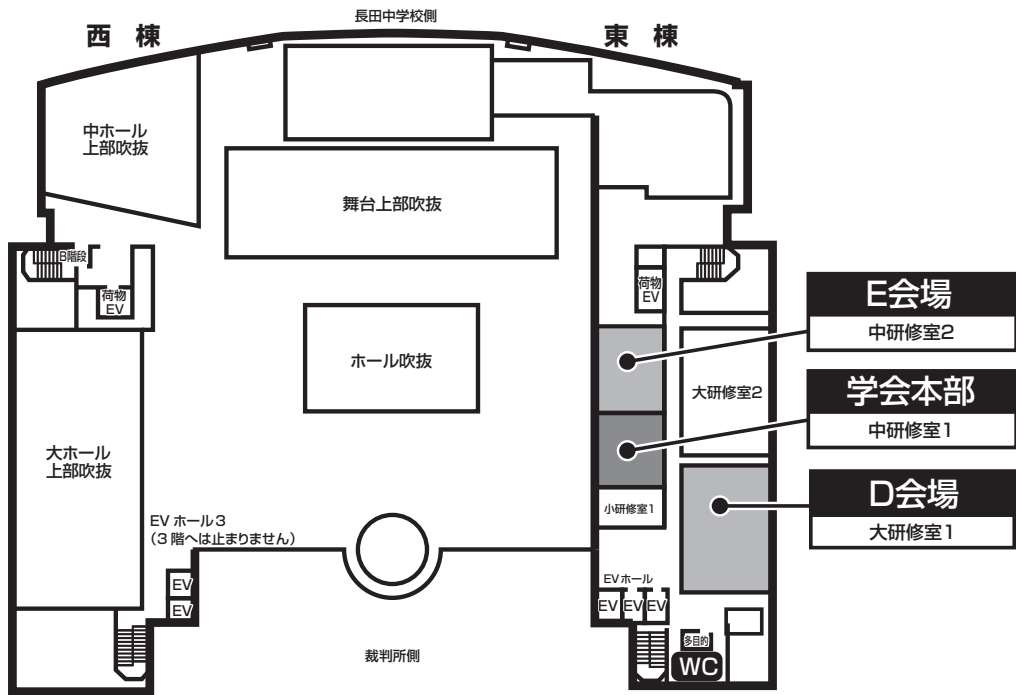 長田中学校側
西 棟
東 棟
中ホール
上部吹抜
舞台上部吹抜
B階段
荷物
EV
荷物
EV
E会場
中研修室2
ホール吹抜
大研修室2
学会本部
中研修室1
大ホール
上部吹抜
D会場
大研修室1
小研修室1
EV ホール3
(3 階へは止まりません)
EVホール
EV
EV
EV
EV
EV
多目的
WC
裁判所側